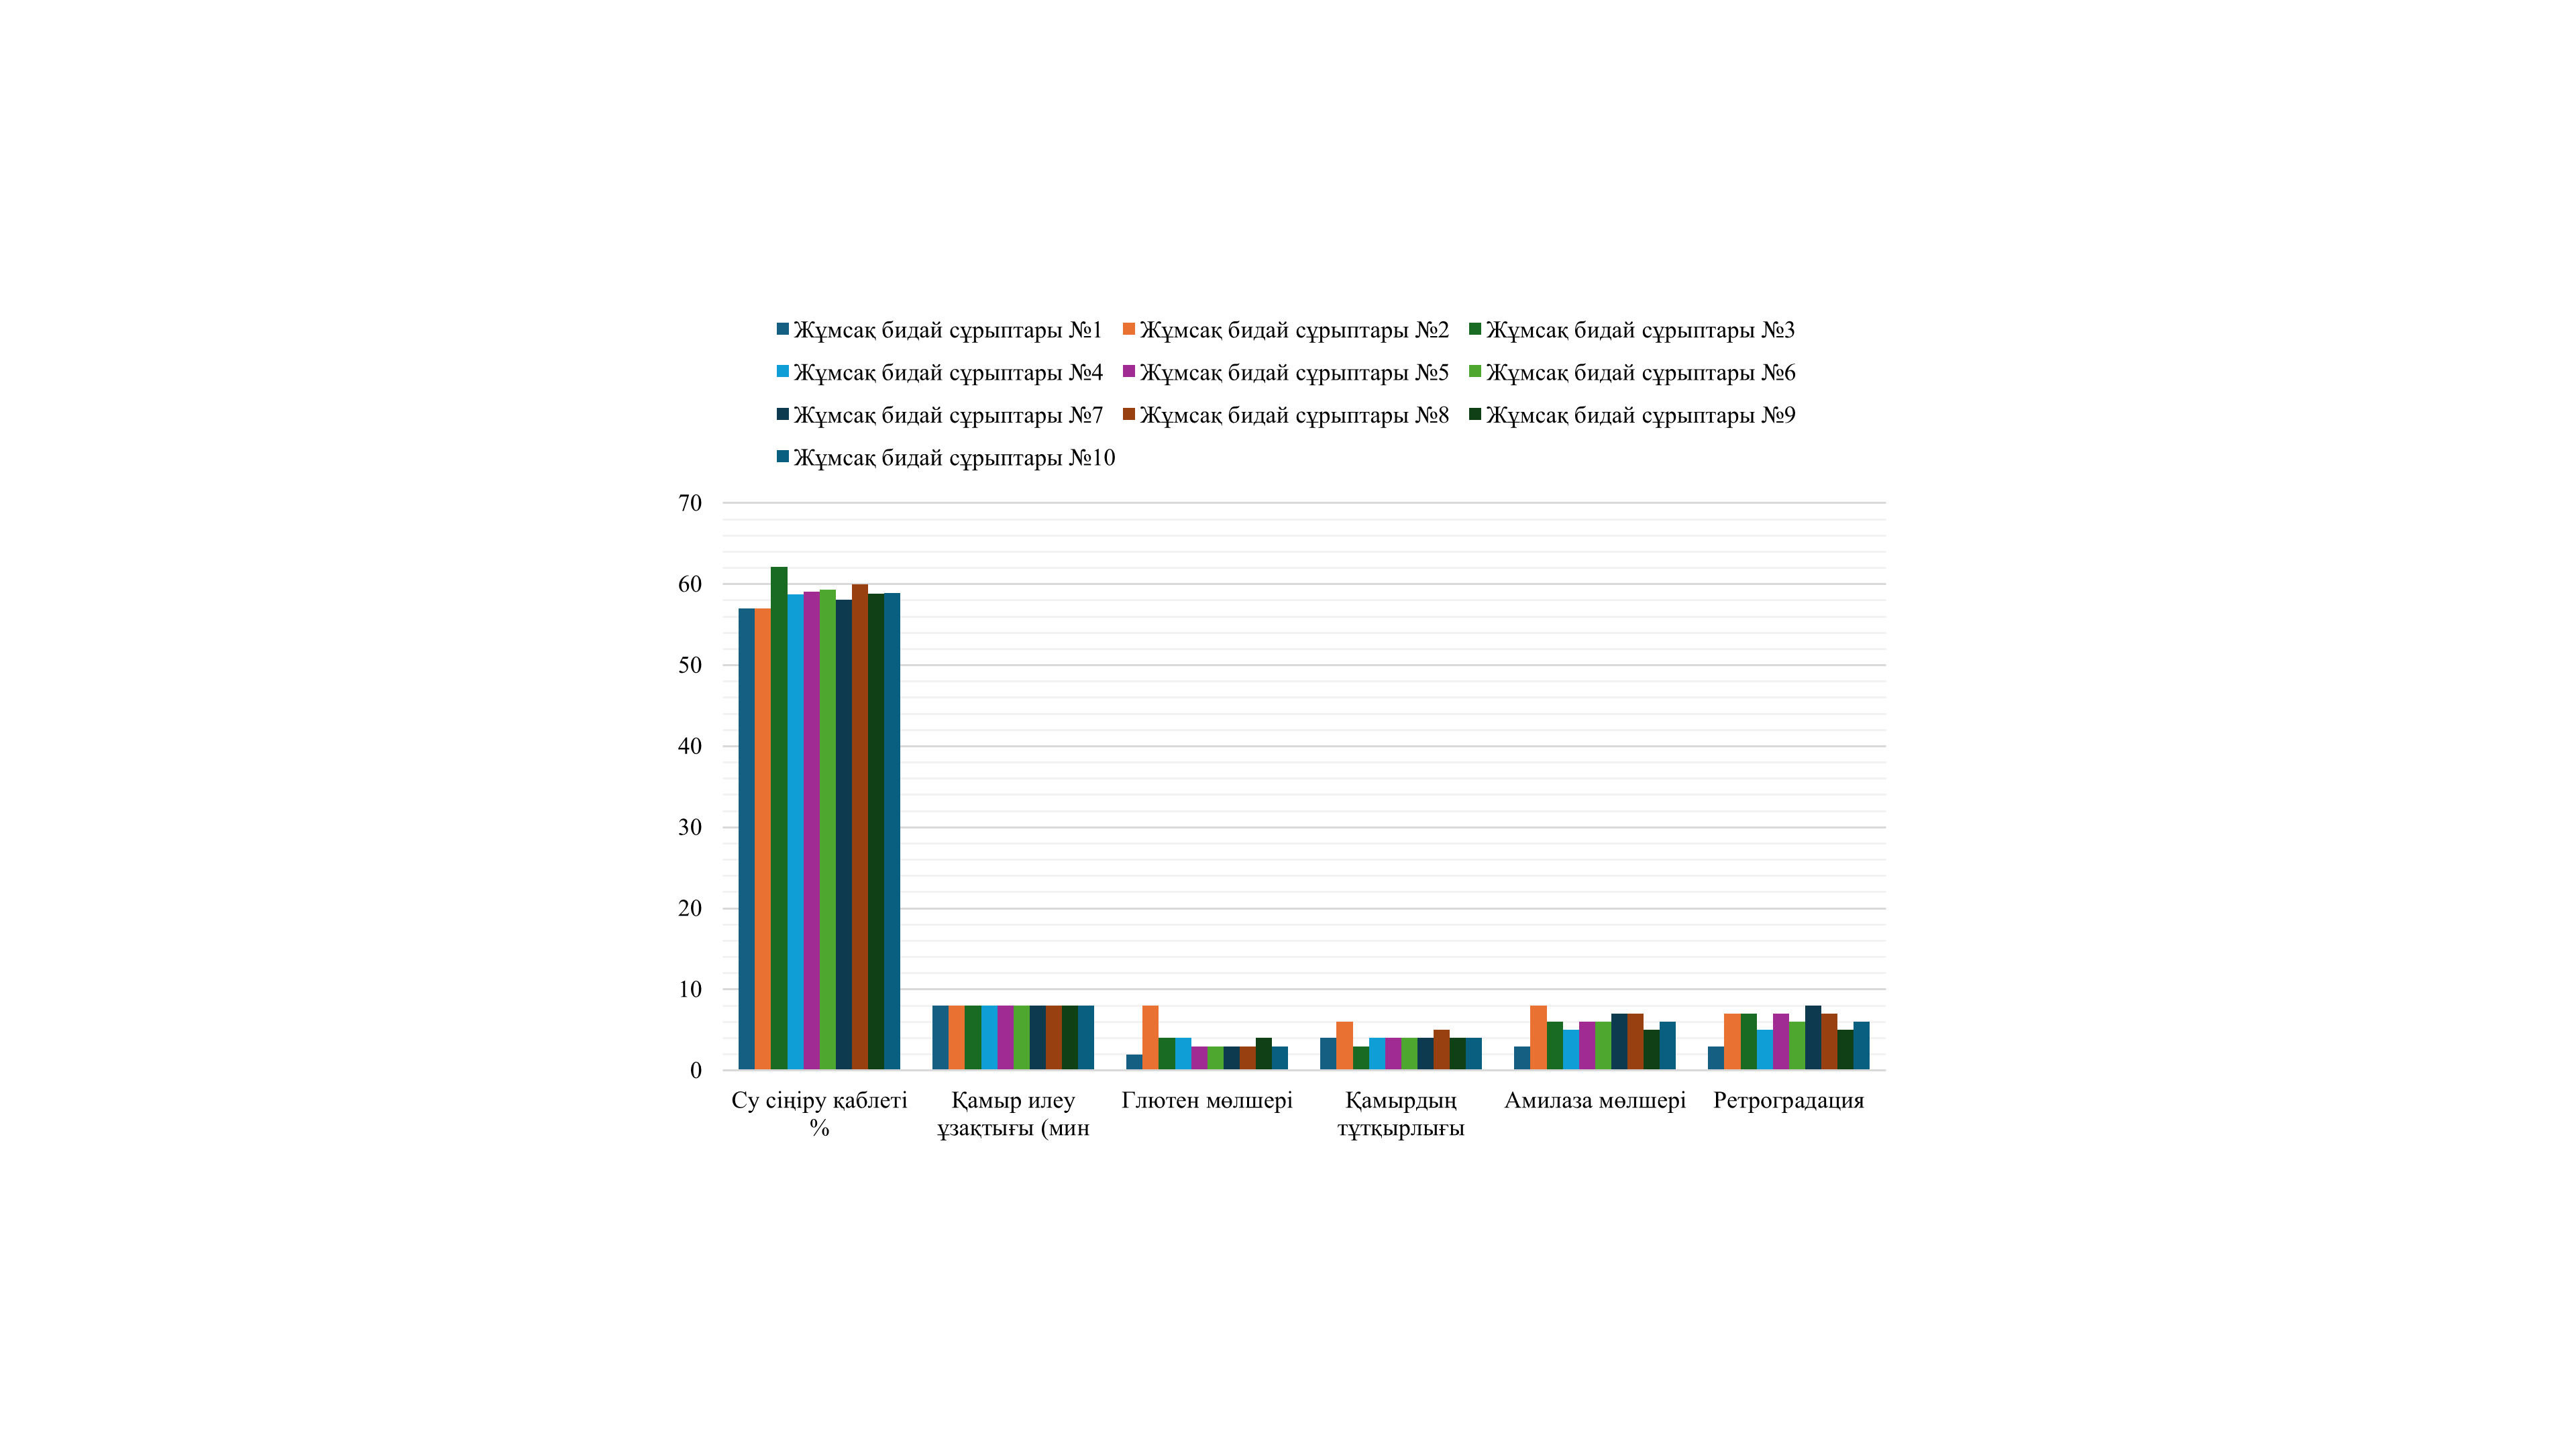 Жұмсақ бидай сұрыптары №1 Жұмсақ бидай сұрыптары №2 Жұмсақ бидай сұрыптары №3
Жұмсақ бидай сұрыптары №4 Жұмсақ бидай сұрыптары №5 Жұмсақ бидай сұрыптары №6
Жұмсақ бидай сұрыптары №7 Жұмсақ бидай сұрыптары №8 Жұмсақ бидай сұрыптары №9
Жұмсақ бидай сұрыптары №10
70
60
50
40
30
20
10
0
Су сіңіру қаблеті
%
Қамыр илеу
ұзақтығы (мин
Глютен мөлшері
Қамырдың
тұтқырлығы
Амилаза мөлшері
Ретроградация